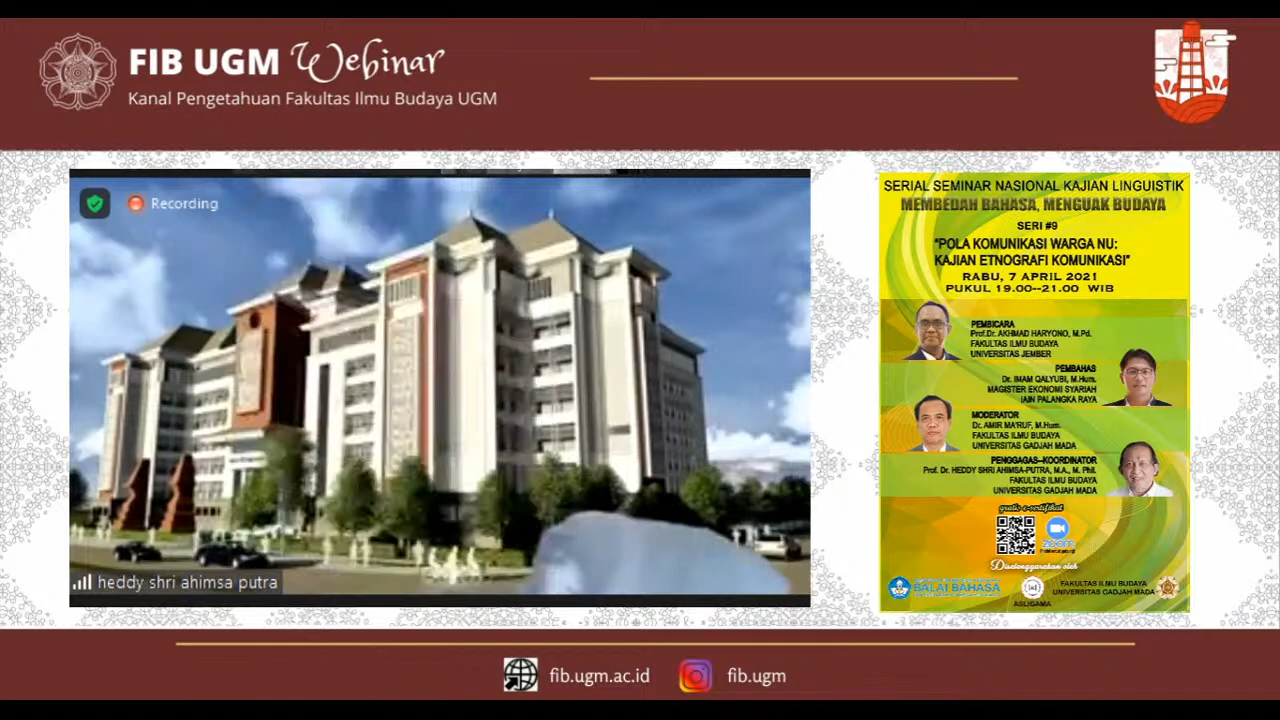 FIB UGM Webinar
Kanal Pengetahuan Fakultas Ilmu Budaya UGM
Recording
heddy shri ahimsa putra
SERIAL SEMINAR NASIONAL KAJIAN LINGUISTIK
MEMBEDAH BAHASA, MENGUAK BUDAYA
SERI #9
"POLA KOMUNIKASI WARGA NU:
KAJIAN ETNOGRAFI KOMUNIKASI"
RABU, 7 APRIL 2021
PUKUL 19.00--21.00 WIB
PEMBICARA
Prof.Dr. AKHMAD HARYONO, M.Pd.
FAKULTAS ILMU BUDAYA
UNIVERSITAS JEMBER
PEMBAHAS
Dr. IMAM QALYUBI, M.Hum.
MAGISTER EKONOMI SYARIAH
IAIN PALANGKA RAYA
MODERATOR
Dr. AMIR MA'RUF, M.Hum.
FAKULTAS ILMU BUDAYA
UNIVERSITAS GADJAH MADA
PENGGAGAS--KOORDINATOR
Prof. Dr. HEDDY SHRI AHIMSA-PUTRA, M.A., M. Phil.
FAKULTAS ILMU BUDAYA
UNIVERSITAS GADJAH MADA
gratis e-sertifikat
ZOOM
Diselenggarakan oleh
BALAI BAHASA
ASLIGAMA
FAKULTAS ILMU BUDAYA
UNIVERSITAS GADJAH MADA
fib.ugm.ac.id
fib.ugm